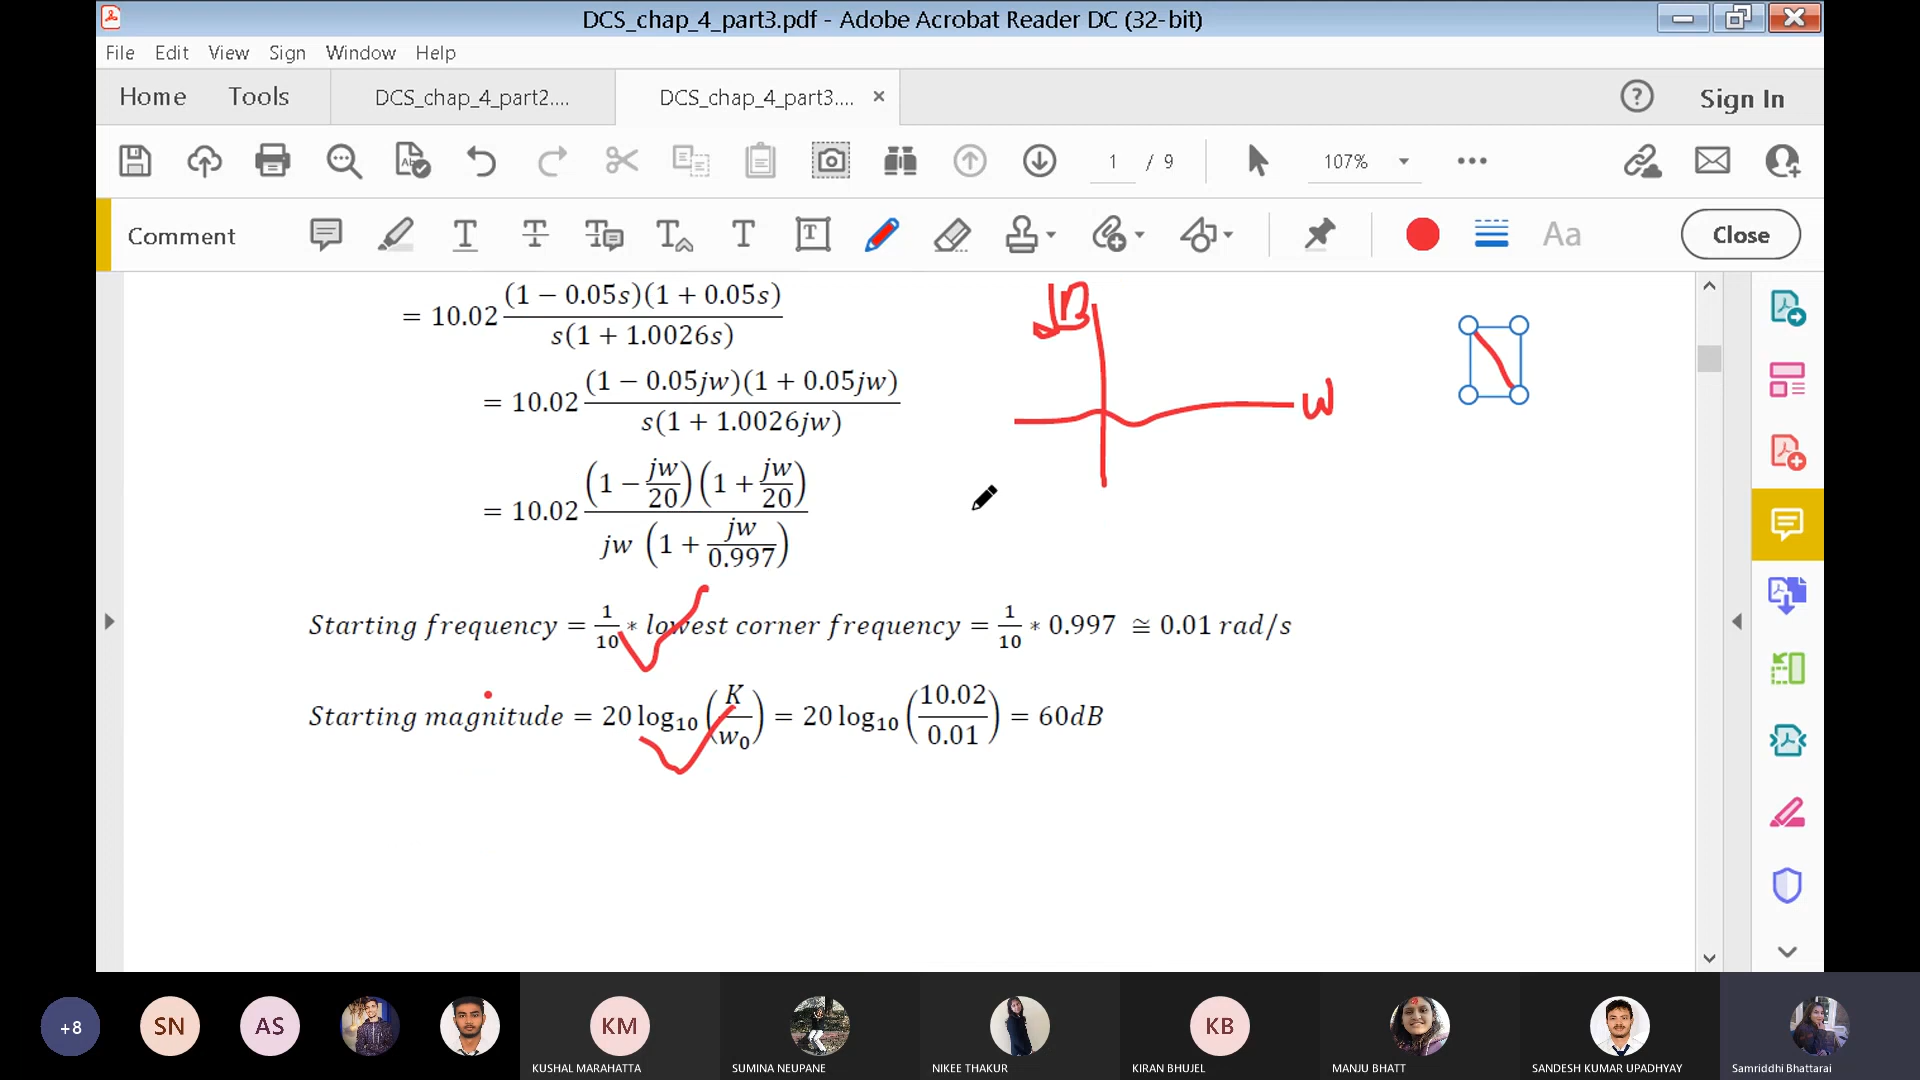 DCS_chap_4_part3.pdf - Adobe Acrobat Reader DC (32-bit)
File Edit View Sign Window Help
Home Tools DCS_chap_4_part2.... DCS_chap_4_part3.... × ? Sign In
1 / 9 107%
Comment T T T T T T Aa Close
= 10.02 (1 − 0.05s)(1 + 0.05s) / s(1 + 1.0026s)
= 10.02 (1 − 0.05jw)(1 + 0.05jw) / s(1 + 1.0026jw)
= 10.02 (1 − jw/20)(1 + jw/20) / jw (1 + jw/0.997)
dB
w
Starting frequency = 1/10 * lowest corner frequency = 1/10 * 0.997 ≅ 0.01 rad/s
Starting magnitude = 20 log₁₀ (K/w₀) = 20 log₁₀ (10.02/0.01) = 60dB
+8 SN AS KM KB
KUSHAL MARAHATTA SUMINA NEUPANE NIKEE THAKUR KIRAN BHUJEL MANJU BHATT SANDESH KUMAR UPADHYAY Samriddhi Bhattarai